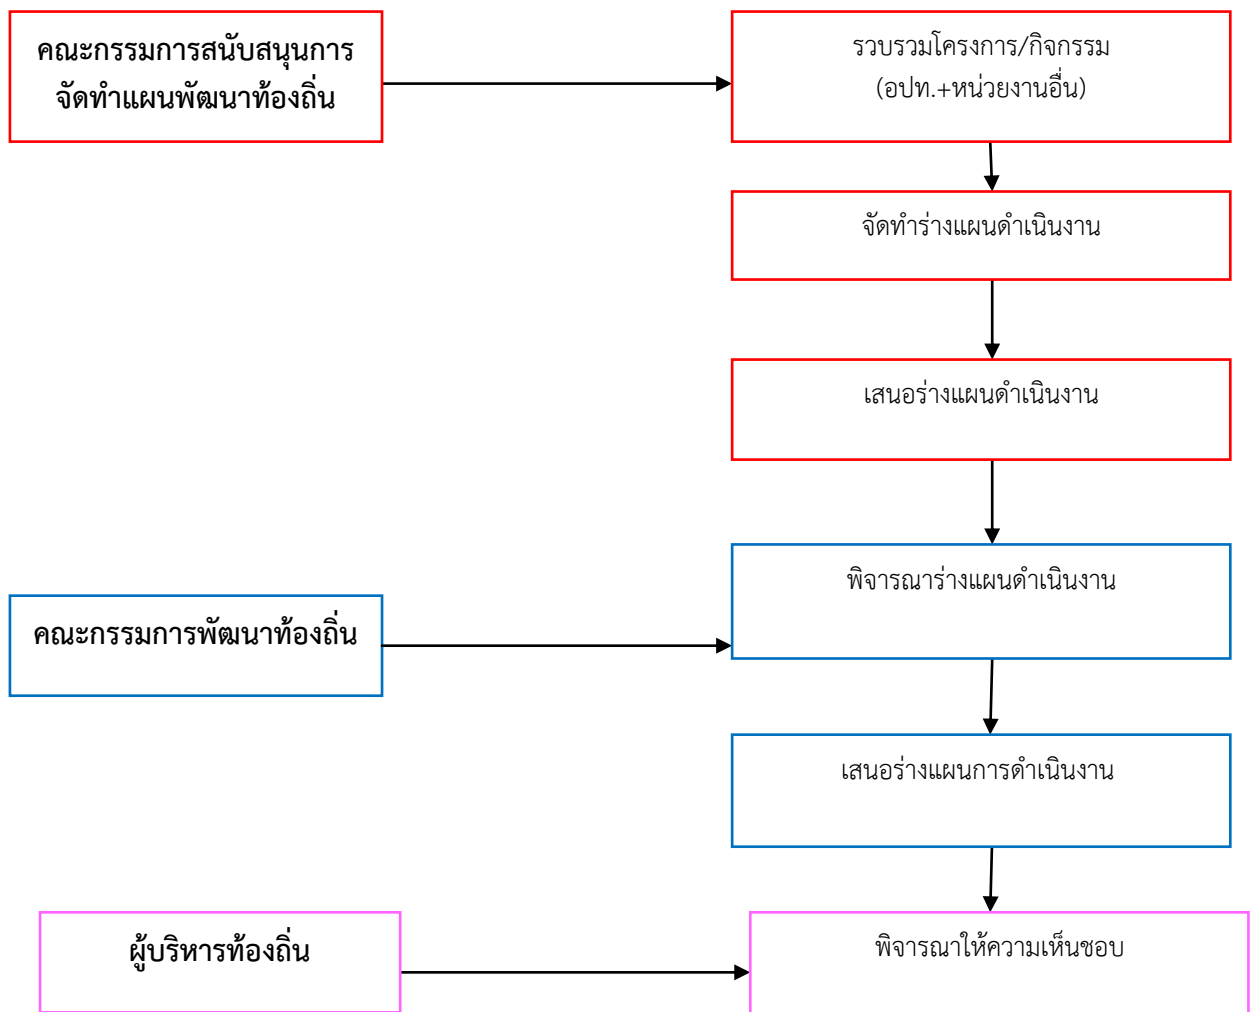 คณะกรรมการสนับสนุนการ
จัดทำแผนพัฒนาท้องถิ่น
รวบรวมโครงการ/กิจกรรม
(อปท.+หน่วยงานอื่น)
จัดทำร่างแผนดำเนินงาน
เสนอร่างแผนดำเนินงาน
พิจารณาร่างแผนดำเนินงาน
คณะกรรมการพัฒนาท้องถิ่น
เสนอร่างแผนการดำเนินงาน
ผู้บริหารท้องถิ่น
พิจารณาให้ความเห็นชอบ